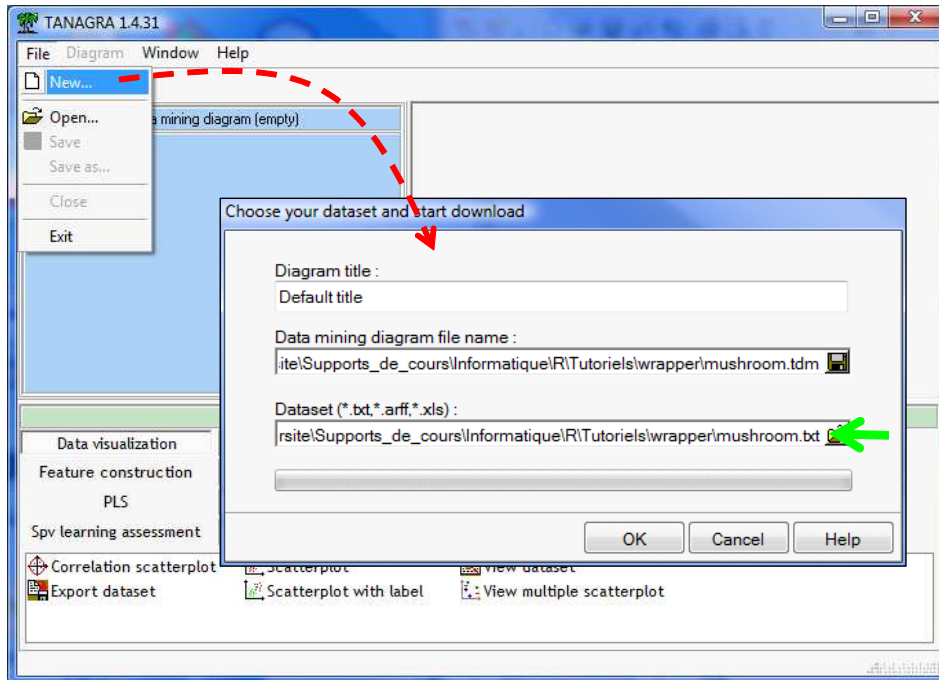 TANAGRA 1.4.31
File Diagram Window Help
New...
Open...
Save
Save as...
Close
Exit
mining diagram (empty)
Choose your dataset and start download
Diagram title :
Default title
Data mining diagram file name :
ite\Supports_de_cours\Informatique\R\Tutoriels\wrapper\mushroom.tdm
Dataset (*.txt,*.arff,*.xls) :
rsite\Supports_de_cours\Informatique\R\Tutoriels\wrapper\mushroom.txt
OK Cancel Help
Data visualization
Feature construction
PLS
Spv learning assessment
Correlation scatterplot Scatterplot View dataset
Export dataset Scatterplot with label View multiple scatterplot